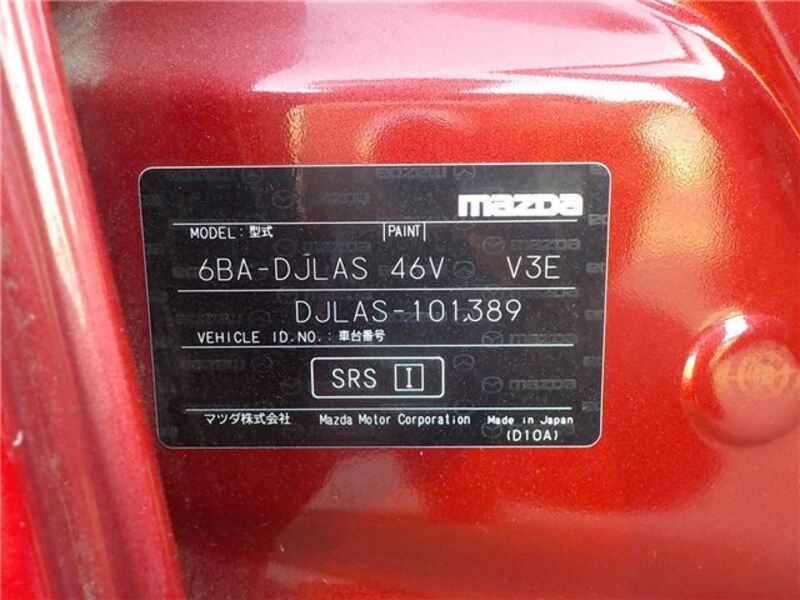 mazda
MODEL: 型式 |PAINT|
6BA-DJLAS 46V V3E
DJLAS-101389
VEHICLE ID.NO.: 車台番号
SRS I
マツダ株式会社 Mazda Motor Corporation Made in Japan
(D10A)